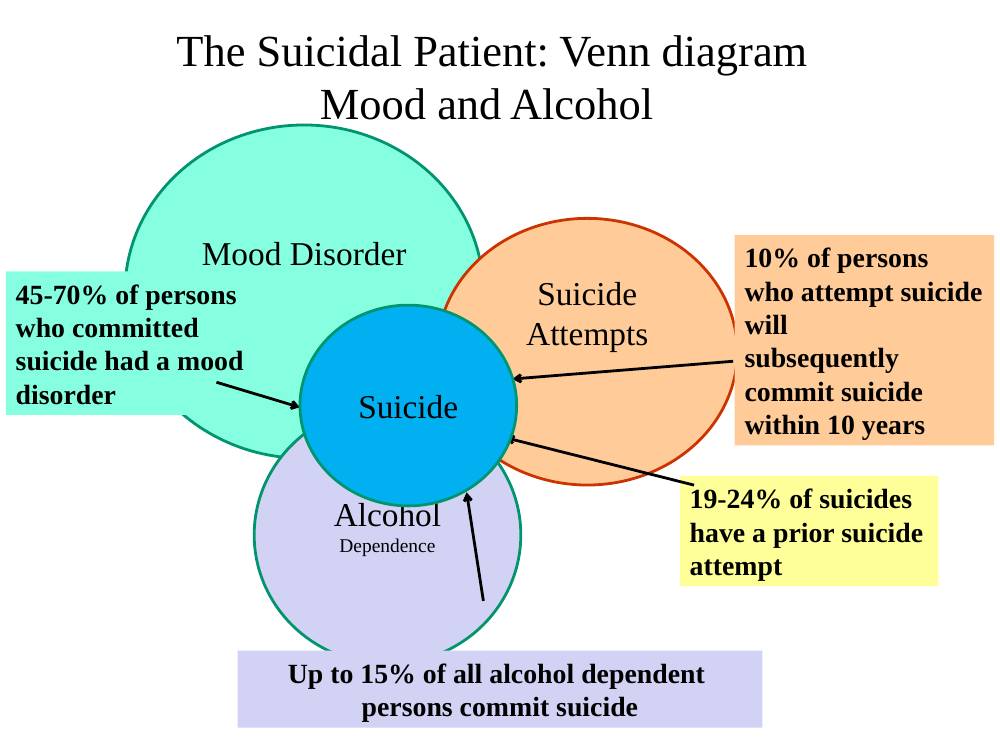 The Suicidal Patient: Venn diagram
Mood and Alcohol
Mood Disorder
45-70% of persons
who committed
suicide had a mood
disorder
Suicide
Attempts
10% of persons
who attempt suicide
will
subsequently
commit suicide
within 10 years
Suicide
19-24% of suicides
have a prior suicide
attempt
Alcohol
Dependence
Up to 15% of all alcohol dependent
persons commit suicide